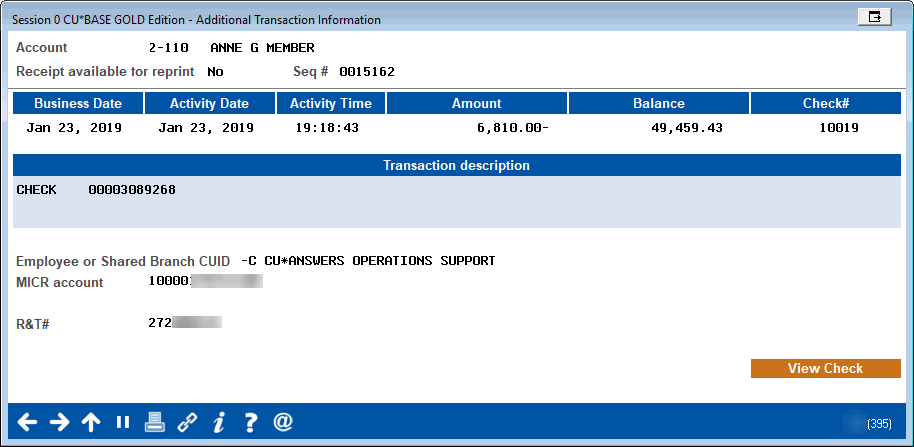 Session 0 CU*BASE GOLD Edition - Additional Transaction Information
Account 2-110 ANNE G MEMBER
Receipt available for reprint No Seq # 0015162
Business Date Activity Date Activity Time Amount Balance Check#
Jan 23, 2019 Jan 23, 2019 19:18:43 6,810.00- 49,459.43 10019
Transaction description
CHECK 00003089268
Employee or Shared Branch CUID -C CU*ANSWERS OPERATIONS SUPPORT
MICR account 10000
R&T# 272
View Check
(395)